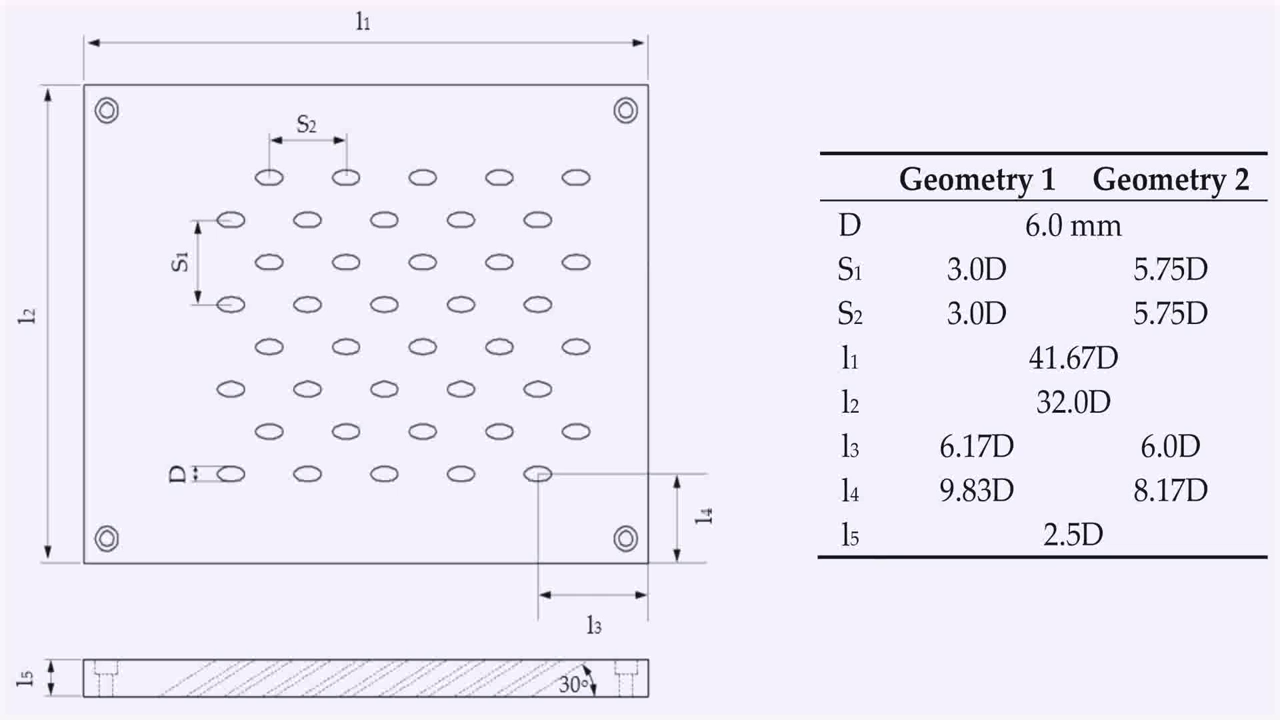 l1
S2
S1
l2
D
l4
l3
l5
30°
Geometry 1 Geometry 2
D 6.0 mm
S1 3.0D 5.75D
S2 3.0D 5.75D
l1 41.67D
l2 32.0D
l3 6.17D 6.0D
l4 9.83D 8.17D
l5 2.5D